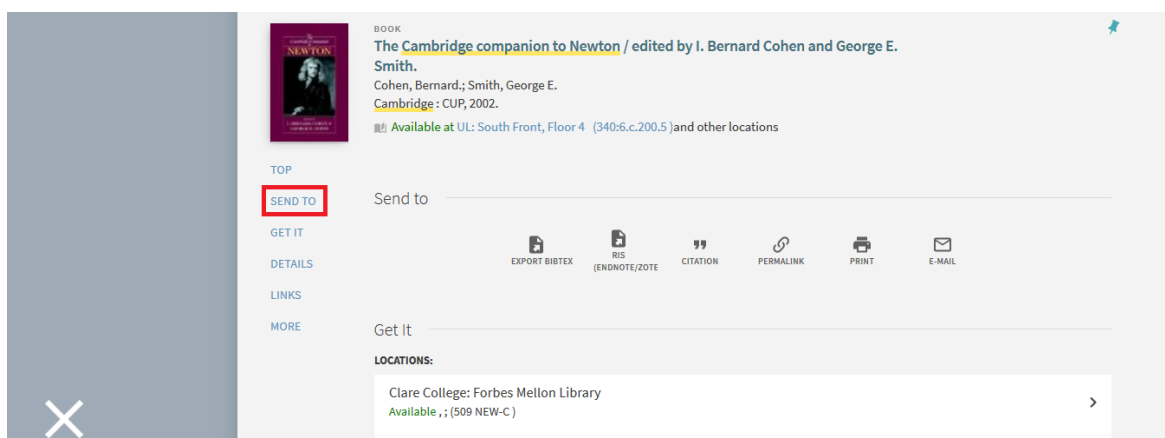 NEWTON
BOOK
The Cambridge companion to Newton / edited by I. Bernard Cohen and George E.
Smith.
Cohen, Bernard.; Smith, George E.
Cambridge : CUP, 2002.
Available at UL: South Front, Floor 4 (340:6.c.200.5 )and other locations
TOP
SEND TO
GET IT
DETAILS
LINKS
MORE
Send to
EXPORT BIBTEX
RIS
(ENDNOTE/ZOTE
CITATION
PERMALINK
PRINT
E-MAIL
Get It
LOCATIONS:
Clare College: Forbes Mellon Library
Available , ; (509 NEW-C )